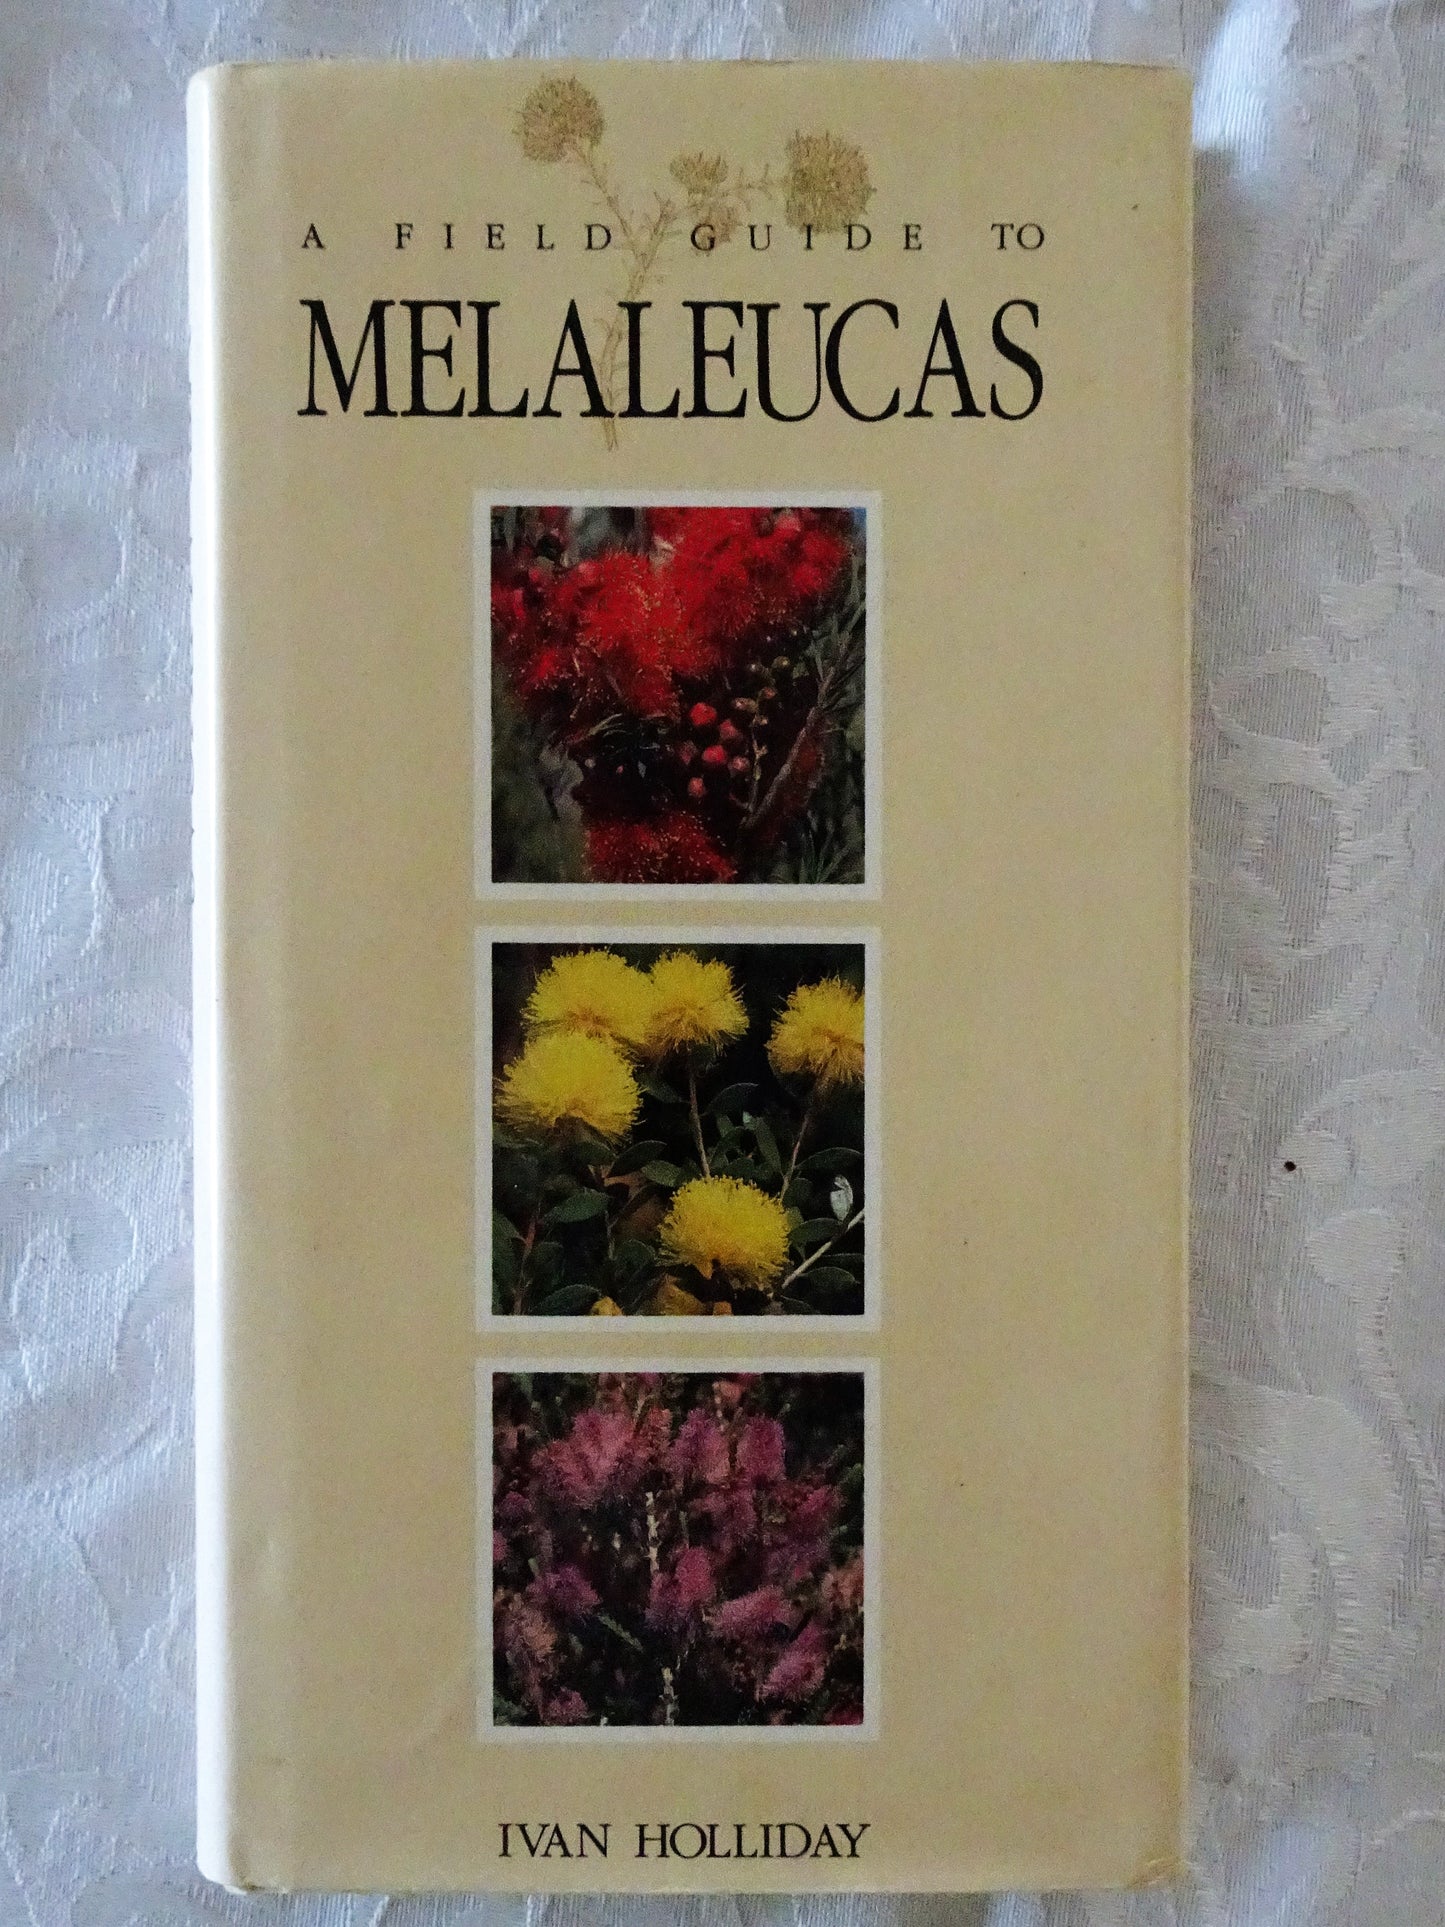 A FIELD GUIDE TO
MELALEUCAS
IVAN HOLLIDAY